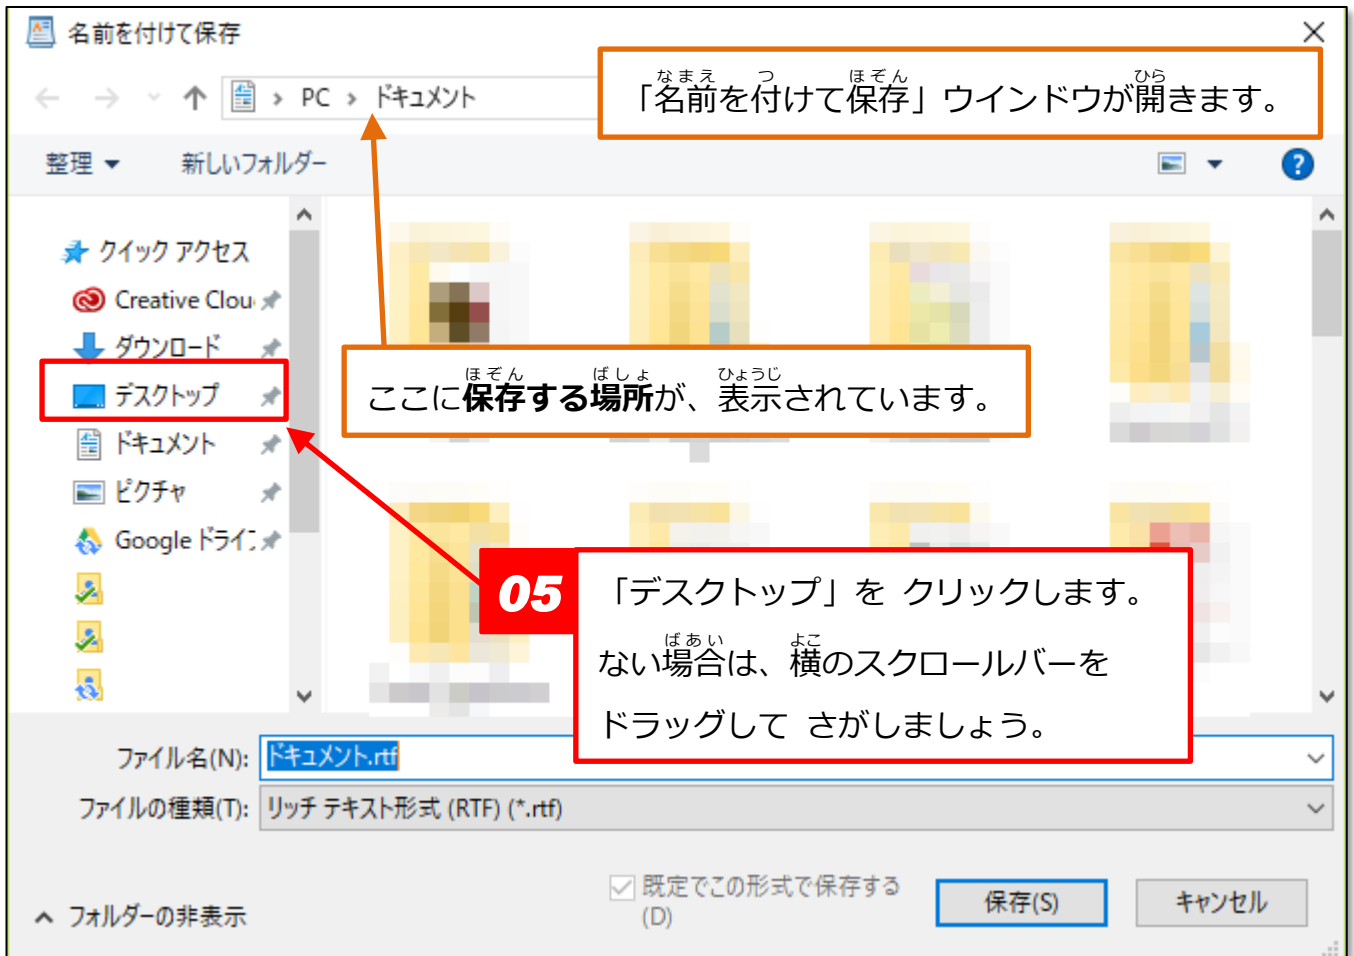 名前を付けて保存
なまえ つ ほぞん ひら
「名前を付けて保存」ウインドウが開きます。
PC › ドキュメント
整理 新しいフォルダー
クイック アクセス
Creative Clou
ダウンロード
デスクトップ
ドキュメント
ピクチャ
Google ドライ
ほぞん ばしょ ひょうじ
ここに保存する場所が、表示されています。
05
「デスクトップ」を クリックします。
ばあい よこ
ない場合は、横のスクロールバーを
ドラッグして さがしましょう。
ファイル名(N): ドキュメント.rtf
ファイルの種類(T): リッチ テキスト形式 (RTF) (*.rtf)
既定でこの形式で保存する
(D)
保存(S) キャンセル
フォルダーの非表示